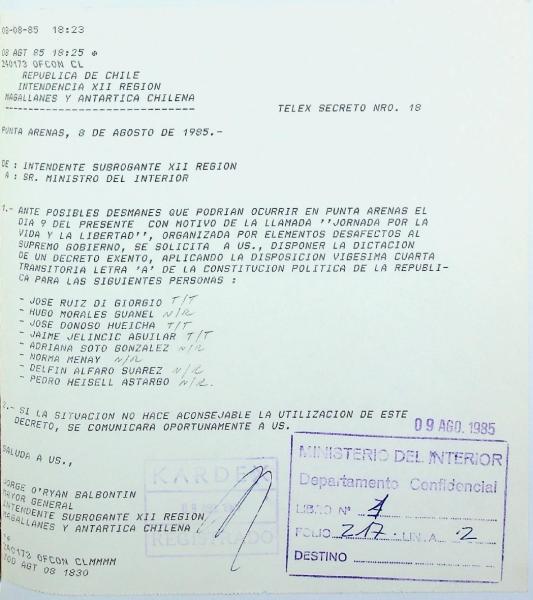 08-08-85 18:23
08 AGT 85 18:25 *
240173 OFCON CL
REPUBLICA DE CHILE
INTENDENCIA XII REGION
MAGALLANES Y ANTARTICA CHILENA
------------------------------
TELEX SECRETO NRO. 18
PUNTA ARENAS, 8 DE AGOSTO DE 1985.-
DE : INTENDENTE SUBROGANTE XII REGION
A : SR. MINISTRO DEL INTERIOR
1.- ANTE POSIBLES DESMANES QUE PODRIAN OCURRIR EN PUNTA ARENAS EL
DIA 9 DEL PRESENTE CON MOTIVO DE LA LLAMADA ''JORNADA POR LA
VIDA Y LA LIBERTAD', ORGANIZADA POR ELEMENTOS DESAFECTOS AL
SUPREMO GOBIERNO, SE SOLICITA A US., DISPONER LA DICTACION
DE UN DECRETO EXENTO, APLICANDO LA DISPOSICION VIGESIMA CUARTA
TRANSITORIA LETRA 'A' DE LA CONSTITUCION POLITICA DE LA REPUBLI-
CA PARA LAS SIGUIENTES PERSONAS :
- JOSE RUIZ DI GIORGIO T/T
- HUGO MORALES GUANEL N/R
- JOSE DONOSO HUEICHA T/T
- JAIME JELINCIC AGUILAR T/T
- ADRIANA SOTO GONZALEZ N/R
- NORMA MENAY N/R
- DELFIN ALFARO SUAREZ N/R
- PEDRO HEISELL ASTARGO N/R.
2.- SI LA SITUACION NO HACE ACONSEJABLE LA UTILIZACION DE ESTE
DECRETO, SE COMUNICARA OPORTUNAMENTE A US.
09 AGO. 1985
SALUDA A US.,
JORGE O'RYAN BALBONTIN
MAYOR GENERAL
INTENDENTE SUBROGANTE XII REGION
MAGALLANES Y ANTARTICA CHILENA
240173 OFCON CLMMMM
AGT 08 1830
KARDEX
REGISTRADO
MINISTERIO DEL INTERIOR
Departamento Confidencial
LIBRO Nº 1
FOLIO 217 LINEA 2
DESTINO